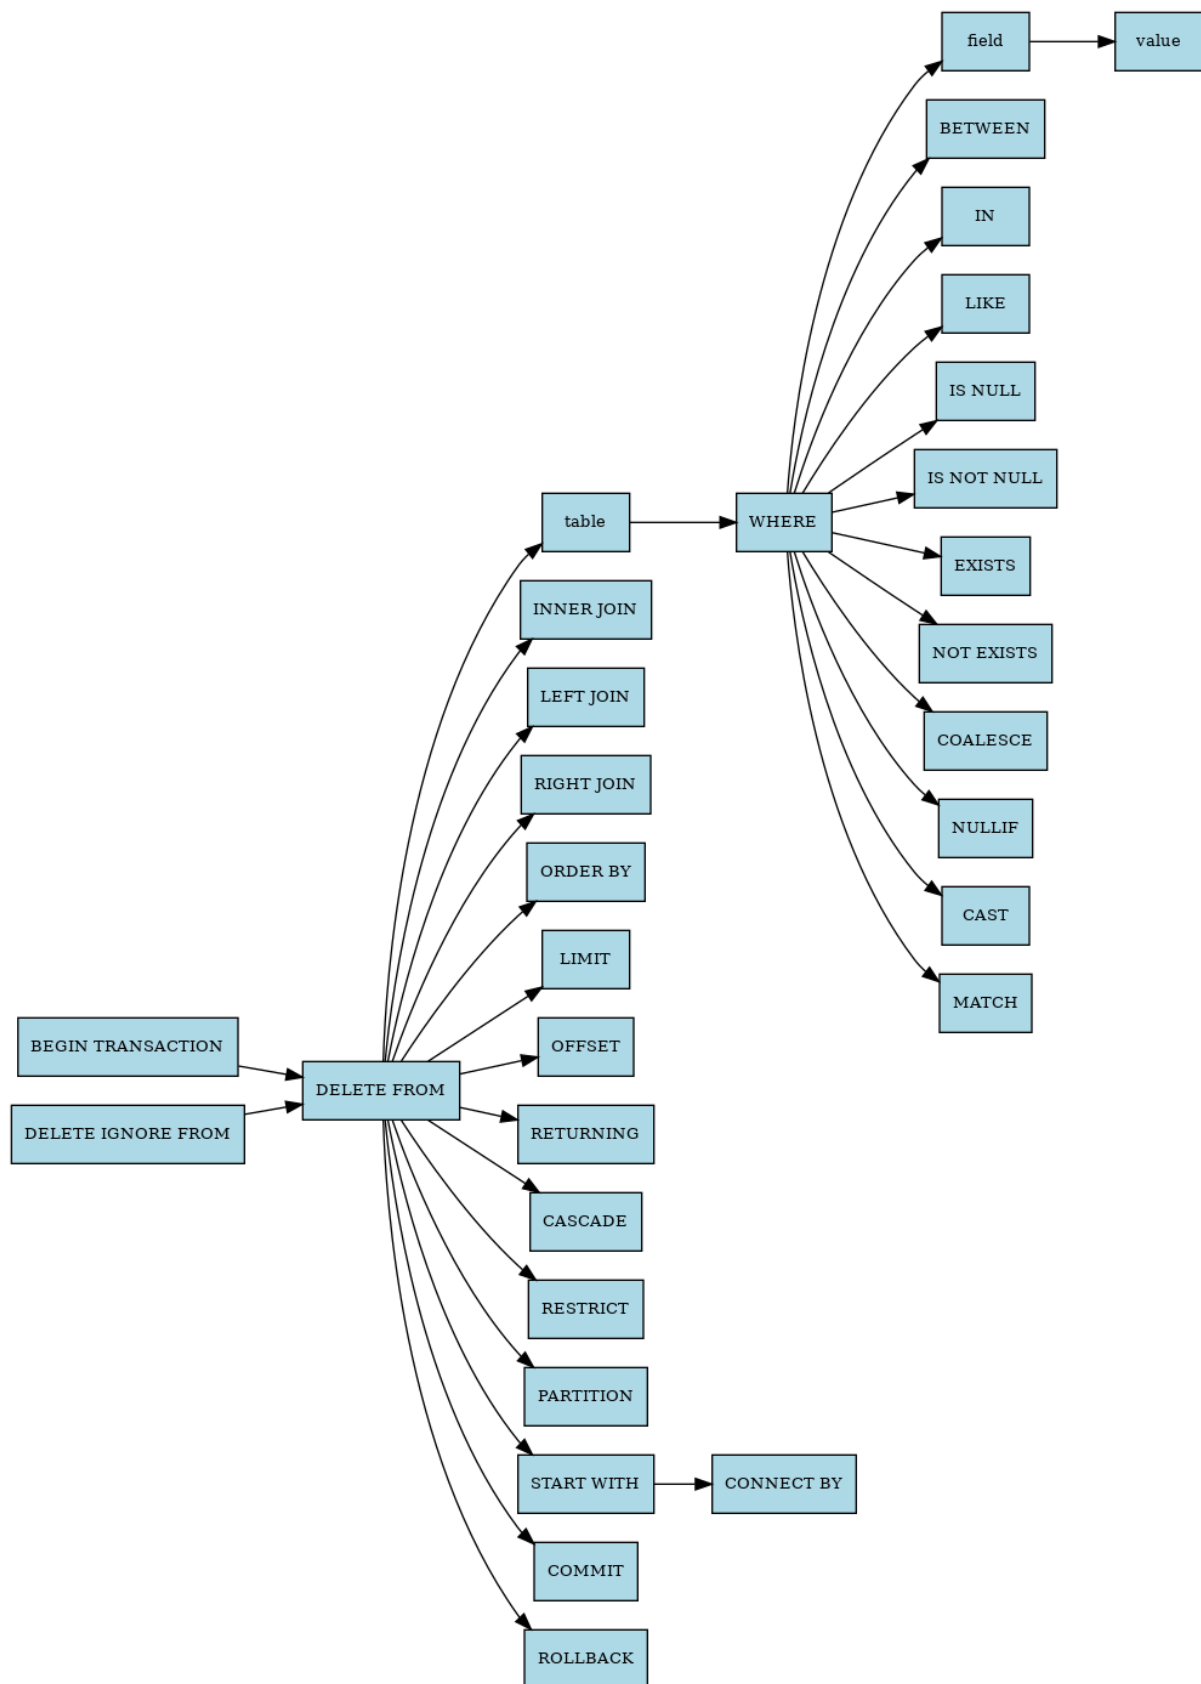 field
value
BETWEEN
IN
LIKE
IS NULL
IS NOT NULL
table
WHERE
EXISTS
INNER JOIN
NOT EXISTS
LEFT JOIN
COALESCE
RIGHT JOIN
NULLIF
ORDER BY
CAST
LIMIT
MATCH
BEGIN TRANSACTION
OFFSET
DELETE FROM
DELETE IGNORE FROM
RETURNING
CASCADE
RESTRICT
PARTITION
START WITH
CONNECT BY
COMMIT
ROLLBACK